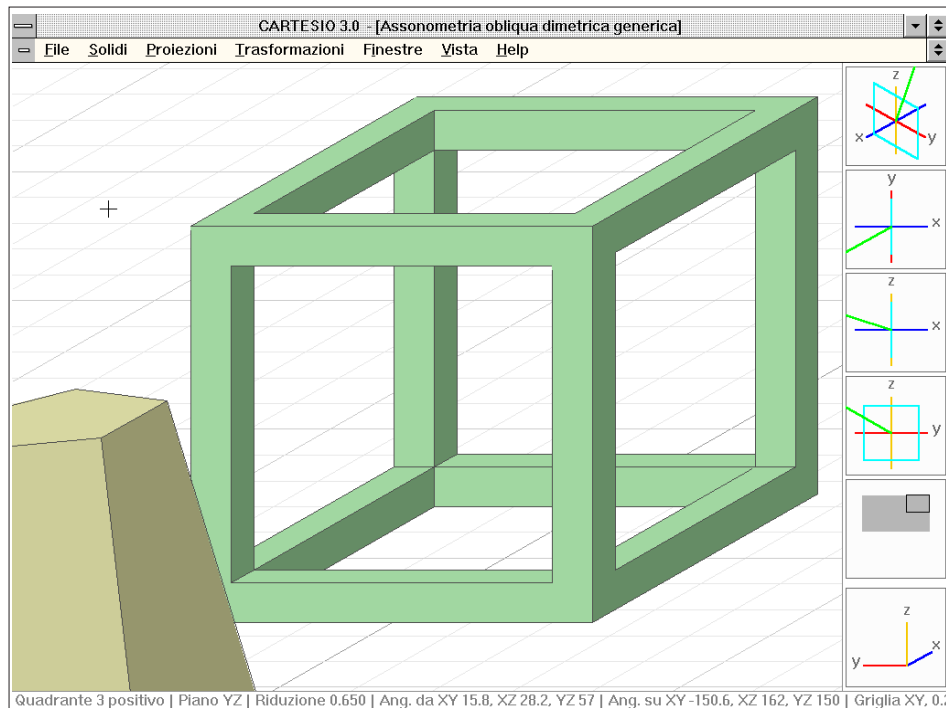 CARTESIO 3.0 - [Assonometria obliqua dimetrica generica]
File Solidi Proiezioni Trasformazioni Finestre Vista Help
z
x y
y
x
z
x
z
y
z
x
y
Quadrante 3 positivo | Piano YZ | Riduzione 0.650 | Ang. da XY 15.8, XZ 28.2, YZ 57 | Ang. su XY -150.6, XZ 162, YZ 150 | Griglia XY, 0.